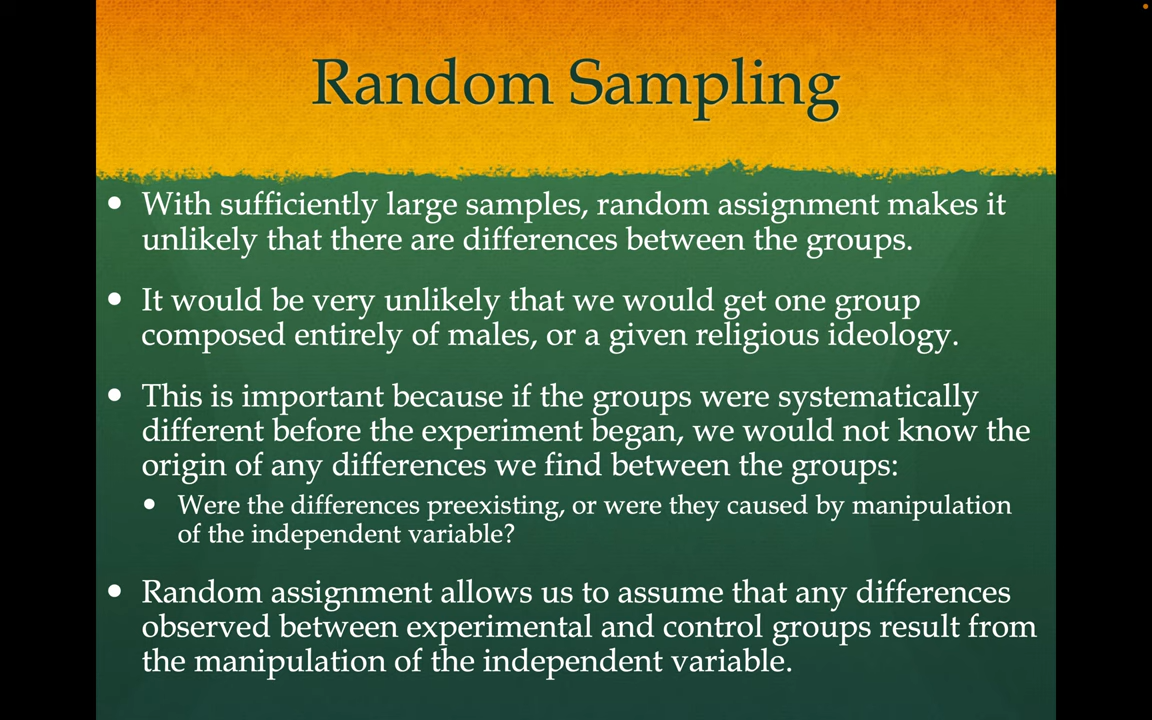 Random Sampling
• With sufficiently large samples, random assignment makes it
unlikely that there are differences between the groups.
• It would be very unlikely that we would get one group
composed entirely of males, or a given religious ideology.
• This is important because if the groups were systematically
different before the experiment began, we would not know the
origin of any differences we find between the groups:
• Were the differences preexisting, or were they caused by manipulation
of the independent variable?
• Random assignment allows us to assume that any differences
observed between experimental and control groups result from
the manipulation of the independent variable.